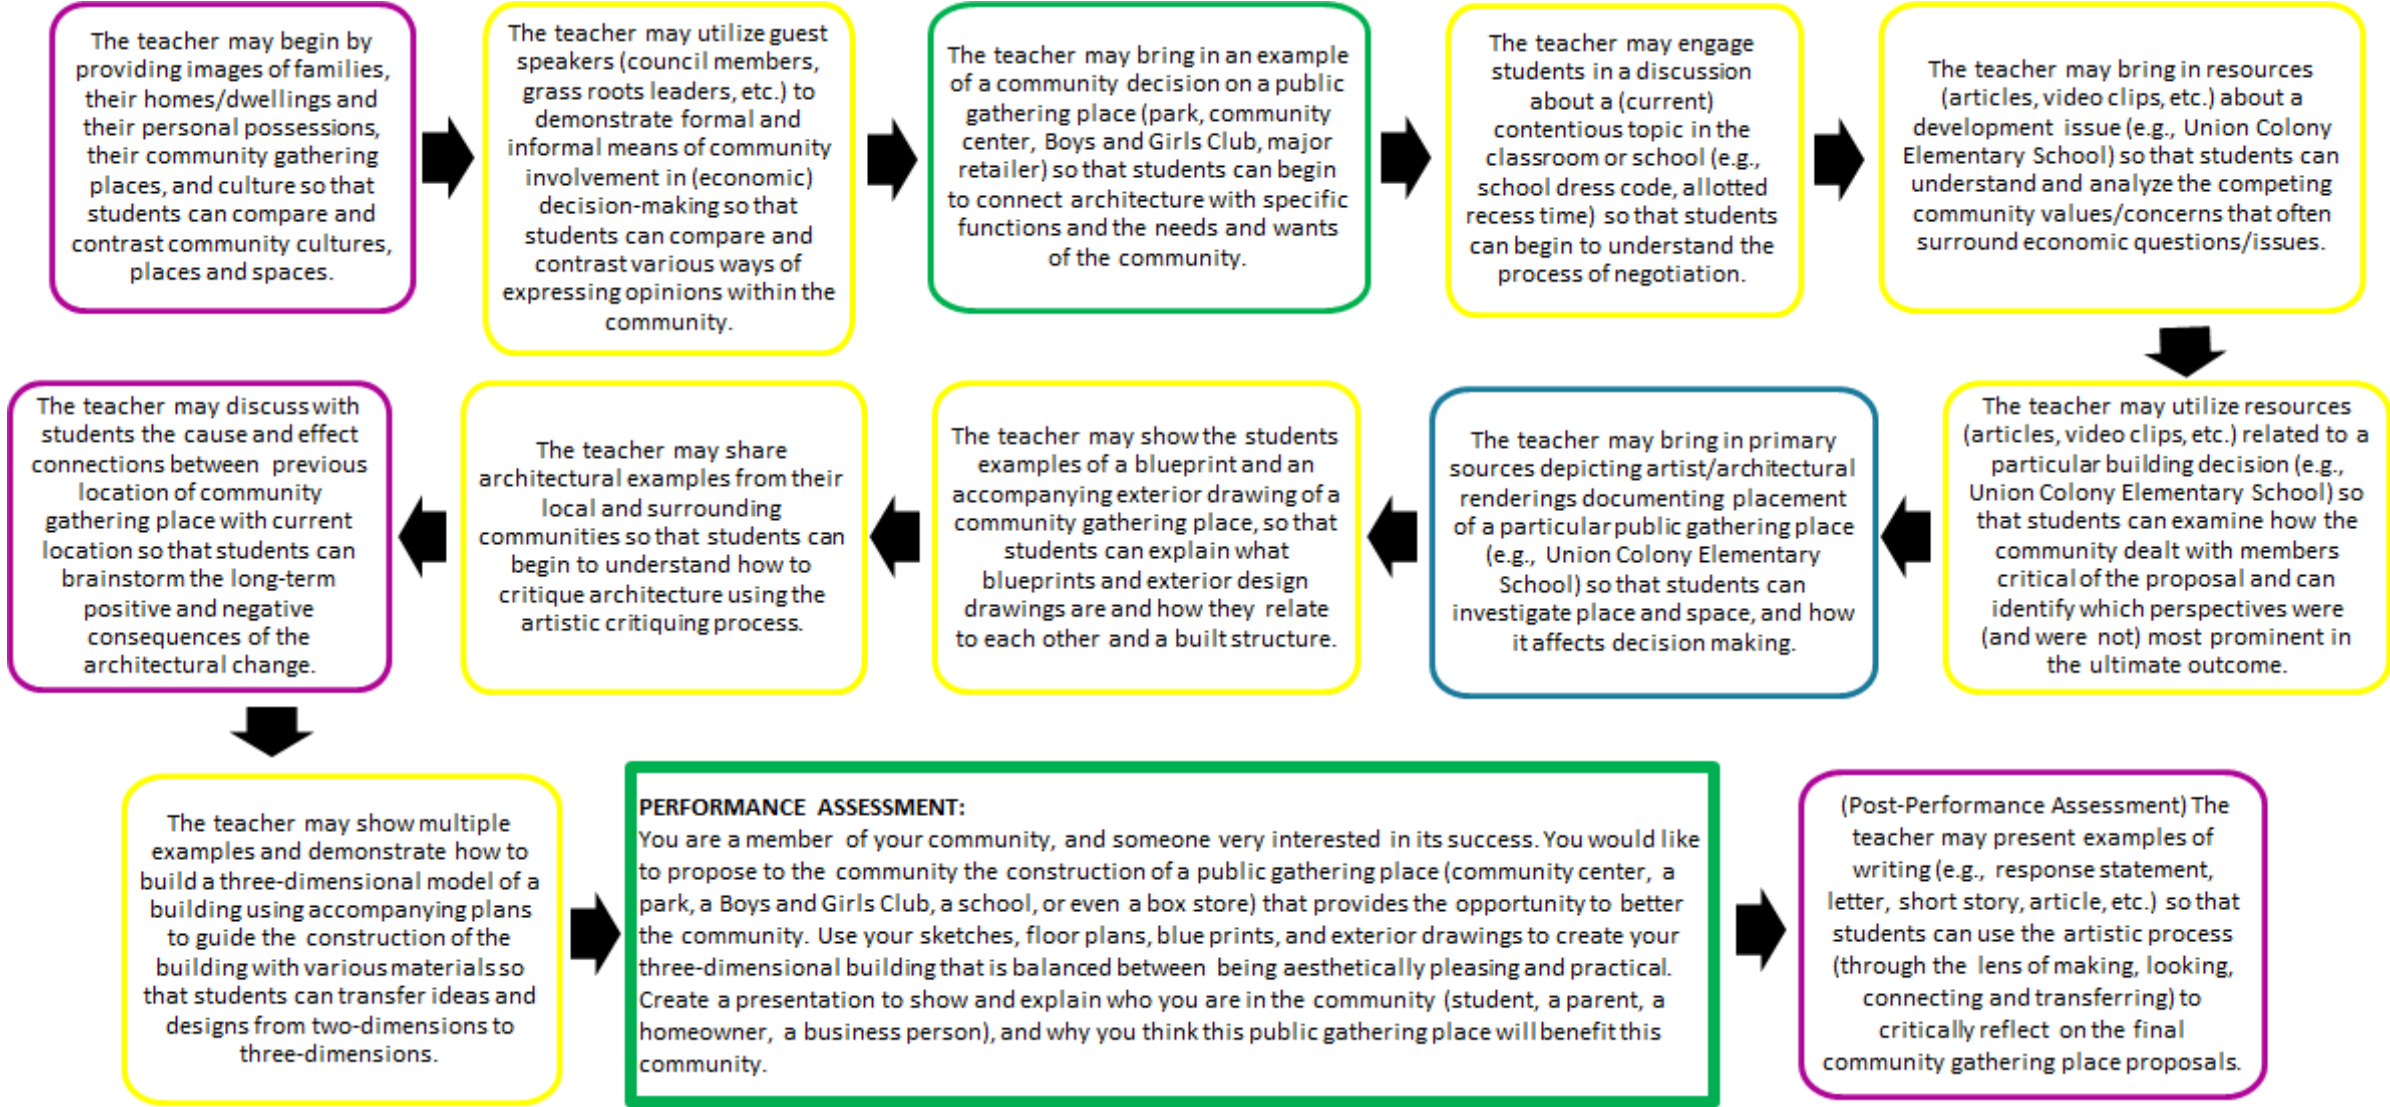 The teacher may begin by
providing images of families,
their homes/dwellings and
their personal possessions,
their community gathering
places, and culture so that
students can compare and
contrast community cultures,
places and spaces.
The teacher may utilize guest
speakers (council members,
grass roots leaders, etc.) to
demonstrate formal and
informal means of community
involvement in (economic)
decision-making so that
students can compare and
contrast various ways of
expressing opinions within the
community.
The teacher may bring in an example
of a community decision on a public
gathering place (park, community
center, Boys and Girls Club, major
retailer) so that students can begin
to connect architecture with specific
functions and the needs and wants
of the community.
The teacher may engage
students in a discussion
about a (current)
contentious topic in the
classroom or school (e.g.,
school dress code, allotted
recess time) so that students
can begin to understand the
process of negotiation.
The teacher may bring in resources
(articles, video clips, etc.) about a
development issue (e.g., Union Colony
Elementary School) so that students can
understand and analyze the competing
community values/concerns that often
surround economic questions/issues.
The teacher may utilize resources
(articles, video clips, etc.) related to a
particular building decision (e.g.,
Union Colony Elementary School) so
that students can examine how the
community dealt with members
critical of the proposal and can
identify which perspectives were
(and were not) most prominent in
the ultimate outcome.
The teacher may bring in primary
sources depicting artist/architectural
renderings documenting placement
of a particular public gathering place
(e.g., Union Colony Elementary
School) so that students can
investigate place and space, and how
it affects decision making.
The teacher may show the students
examples of a blueprint and an
accompanying exterior drawing of a
community gathering place, so that
students can explain what
blueprints and exterior design
drawings are and how they relate
to each other and a built structure.
The teacher may share
architectural examples from their
local and surrounding
communities so that students can
begin to understand how to
critique architecture using the
artistic critiquing process.
The teacher may discuss with
students the cause and effect
connections between previous
location of community
gathering place with current
location so that students can
brainstorm the long-term
positive and negative
consequences of the
architectural change.
The teacher may show multiple
examples and demonstrate how to
build a three-dimensional model of a
building using accompanying plans
to guide the construction of the
building with various materials so
that students can transfer ideas and
designs from two-dimensions to
three-dimensions.
PERFORMANCE ASSESSMENT:
You are a member of your community, and someone very interested in its success. You would like
to propose to the community the construction of a public gathering place (community center, a
park, a Boys and Girls Club, a school, or even a box store) that provides the opportunity to better
the community. Use your sketches, floor plans, blue prints, and exterior drawings to create your
three-dimensional building that is balanced between being aesthetically pleasing and practical.
Create a presentation to show and explain who you are in the community (student, a parent, a
homeowner, a business person), and why you think this public gathering place will benefit this
community.
(Post-Performance Assessment) The
teacher may present examples of
writing (e.g., response statement,
letter, short story, article, etc.) so that
students can use the artistic process
(through the lens of making, looking,
connecting and transferring) to
critically reflect on the final
community gathering place proposals.